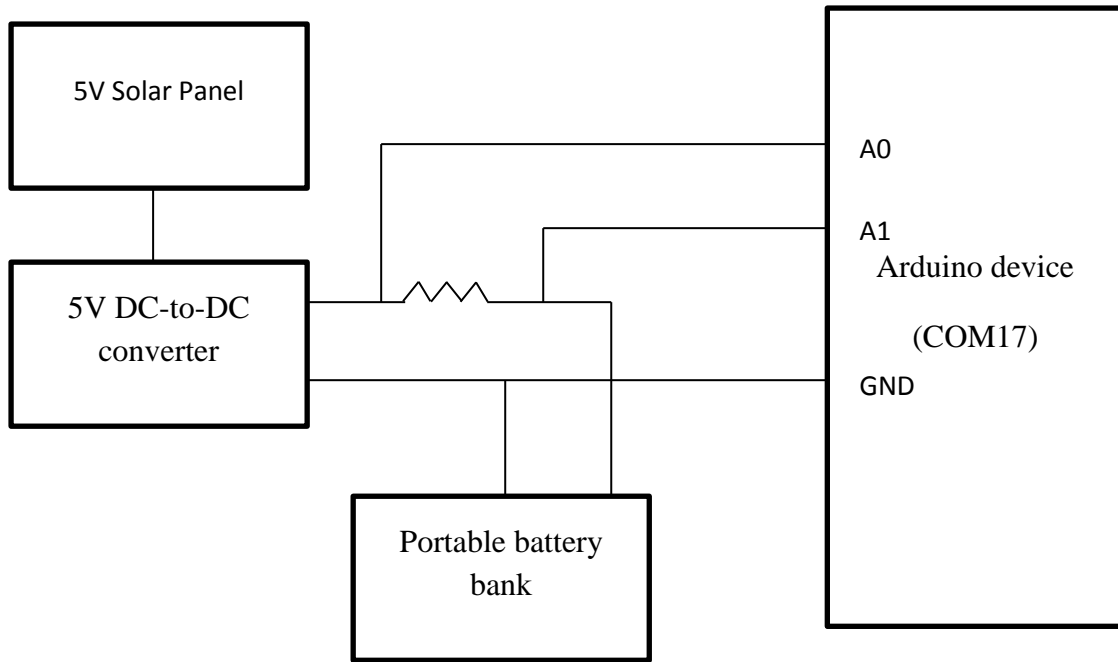 5V Solar Panel
A0
A1
5V DC-to-DC
converter
Arduino device
(COM17)
GND
Portable battery
bank